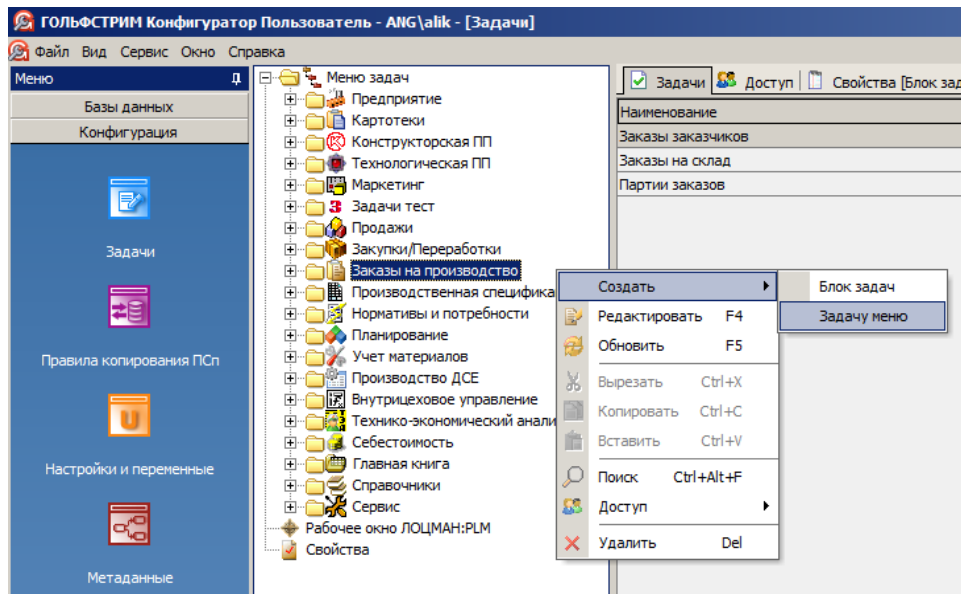 ГОЛЬФСТРИМ Конфигуратор Пользователь - ANG\alik - [Задачи]
Файл Вид Сервис Окно Справка
Меню
Базы данных
Конфигурация
Задачи
Правила копирования ПСп
Настройки и переменные
Метаданные
Меню задач
Предприятие
Картотеки
Конструкторская ПП
Технологическая ПП
Маркетинг
Задачи тест
Продажи
Закупки/Переработки
Заказы на производство
Производственная специфика
Нормативы и потребности
Планирование
Учет материалов
Производство ДСЕ
Внутрицеховое управление
Технико-экономический анали
Себестоимость
Главная книга
Справочники
Сервис
Рабочее окно ЛОЦМАН:PLM
Свойства
Задачи Доступ Свойства [Блок зад
Наименование
Заказы заказчиков
Заказы на склад
Партии заказов
Создать
Редактировать F4
Обновить F5
Вырезать Ctrl+X
Копировать Ctrl+C
Вставить Ctrl+V
Поиск Ctrl+Alt+F
Доступ
Удалить Del
Блок задач
Задачу меню